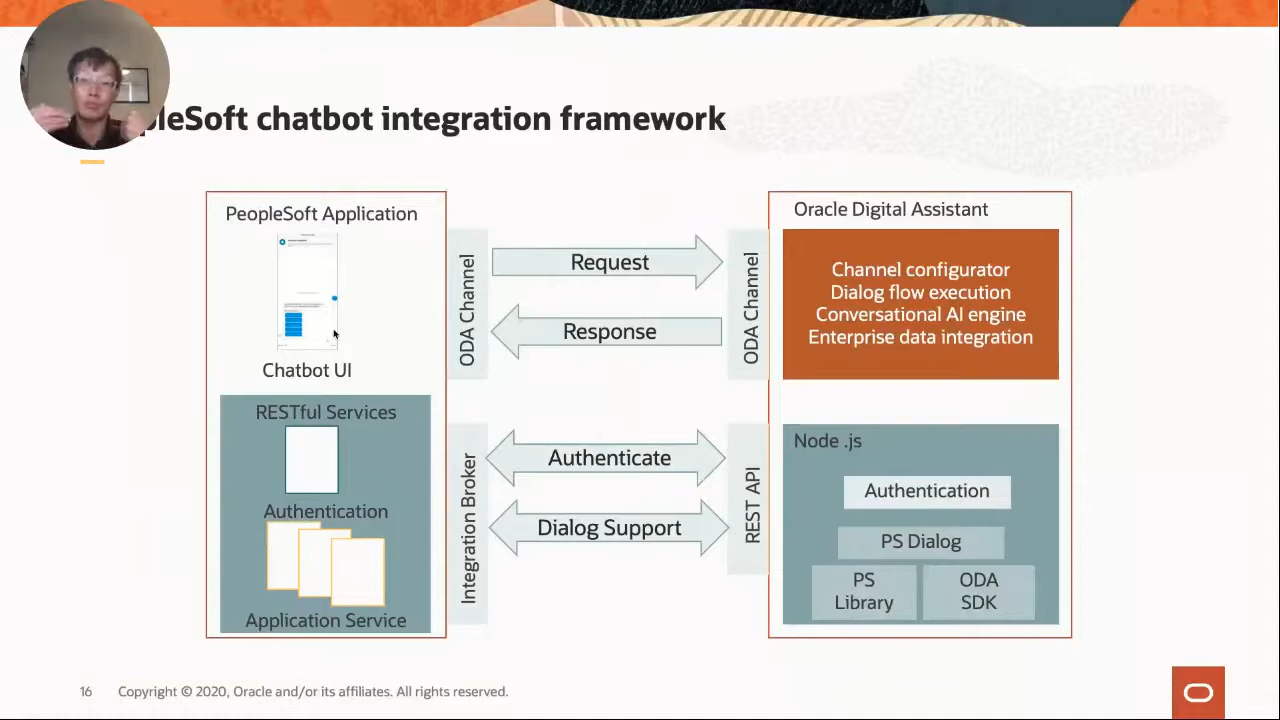 pleSoft chatbot integration framework
PeopleSoft Application
Chatbot UI
RESTful Services
Authentication
Application Service
ODA Channel
Integration Broker
Request
Response
Authenticate
Dialog Support
ODA Channel
REST API
Oracle Digital Assistant
Channel configurator
Dialog flow execution
Conversational AI engine
Enterprise data integration
Node .js
Authentication
PS Dialog
PS
Library
ODA
SDK
16
Copyright © 2020, Oracle and/or its affiliates. All rights reserved.